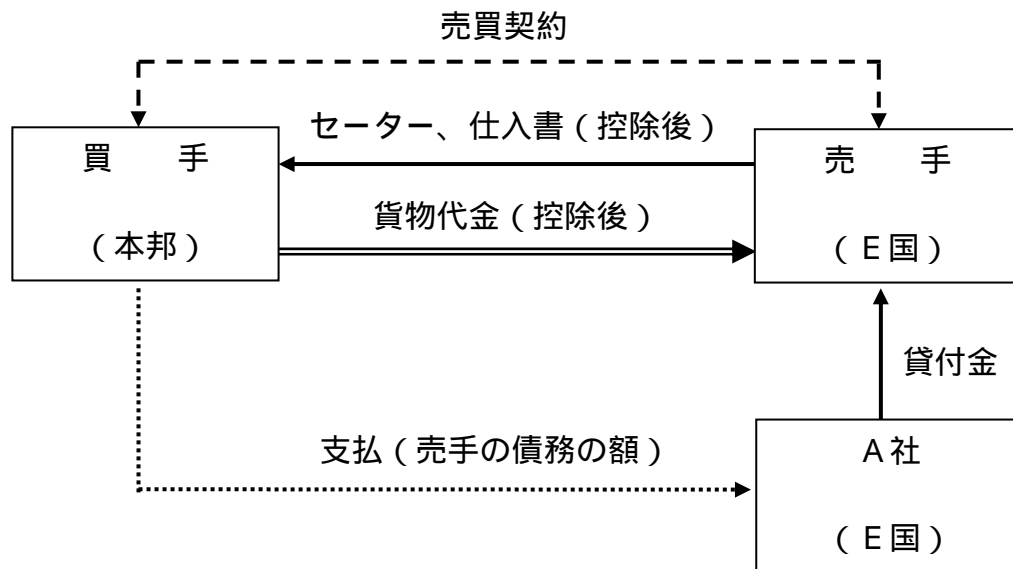 売買契約
セーター、仕入書（控除後）
買　　手
（本邦）
売　　手
（Ｅ国）
貨物代金（控除後）
貸付金
支払（売手の債務の額）
Ａ社
（Ｅ国）